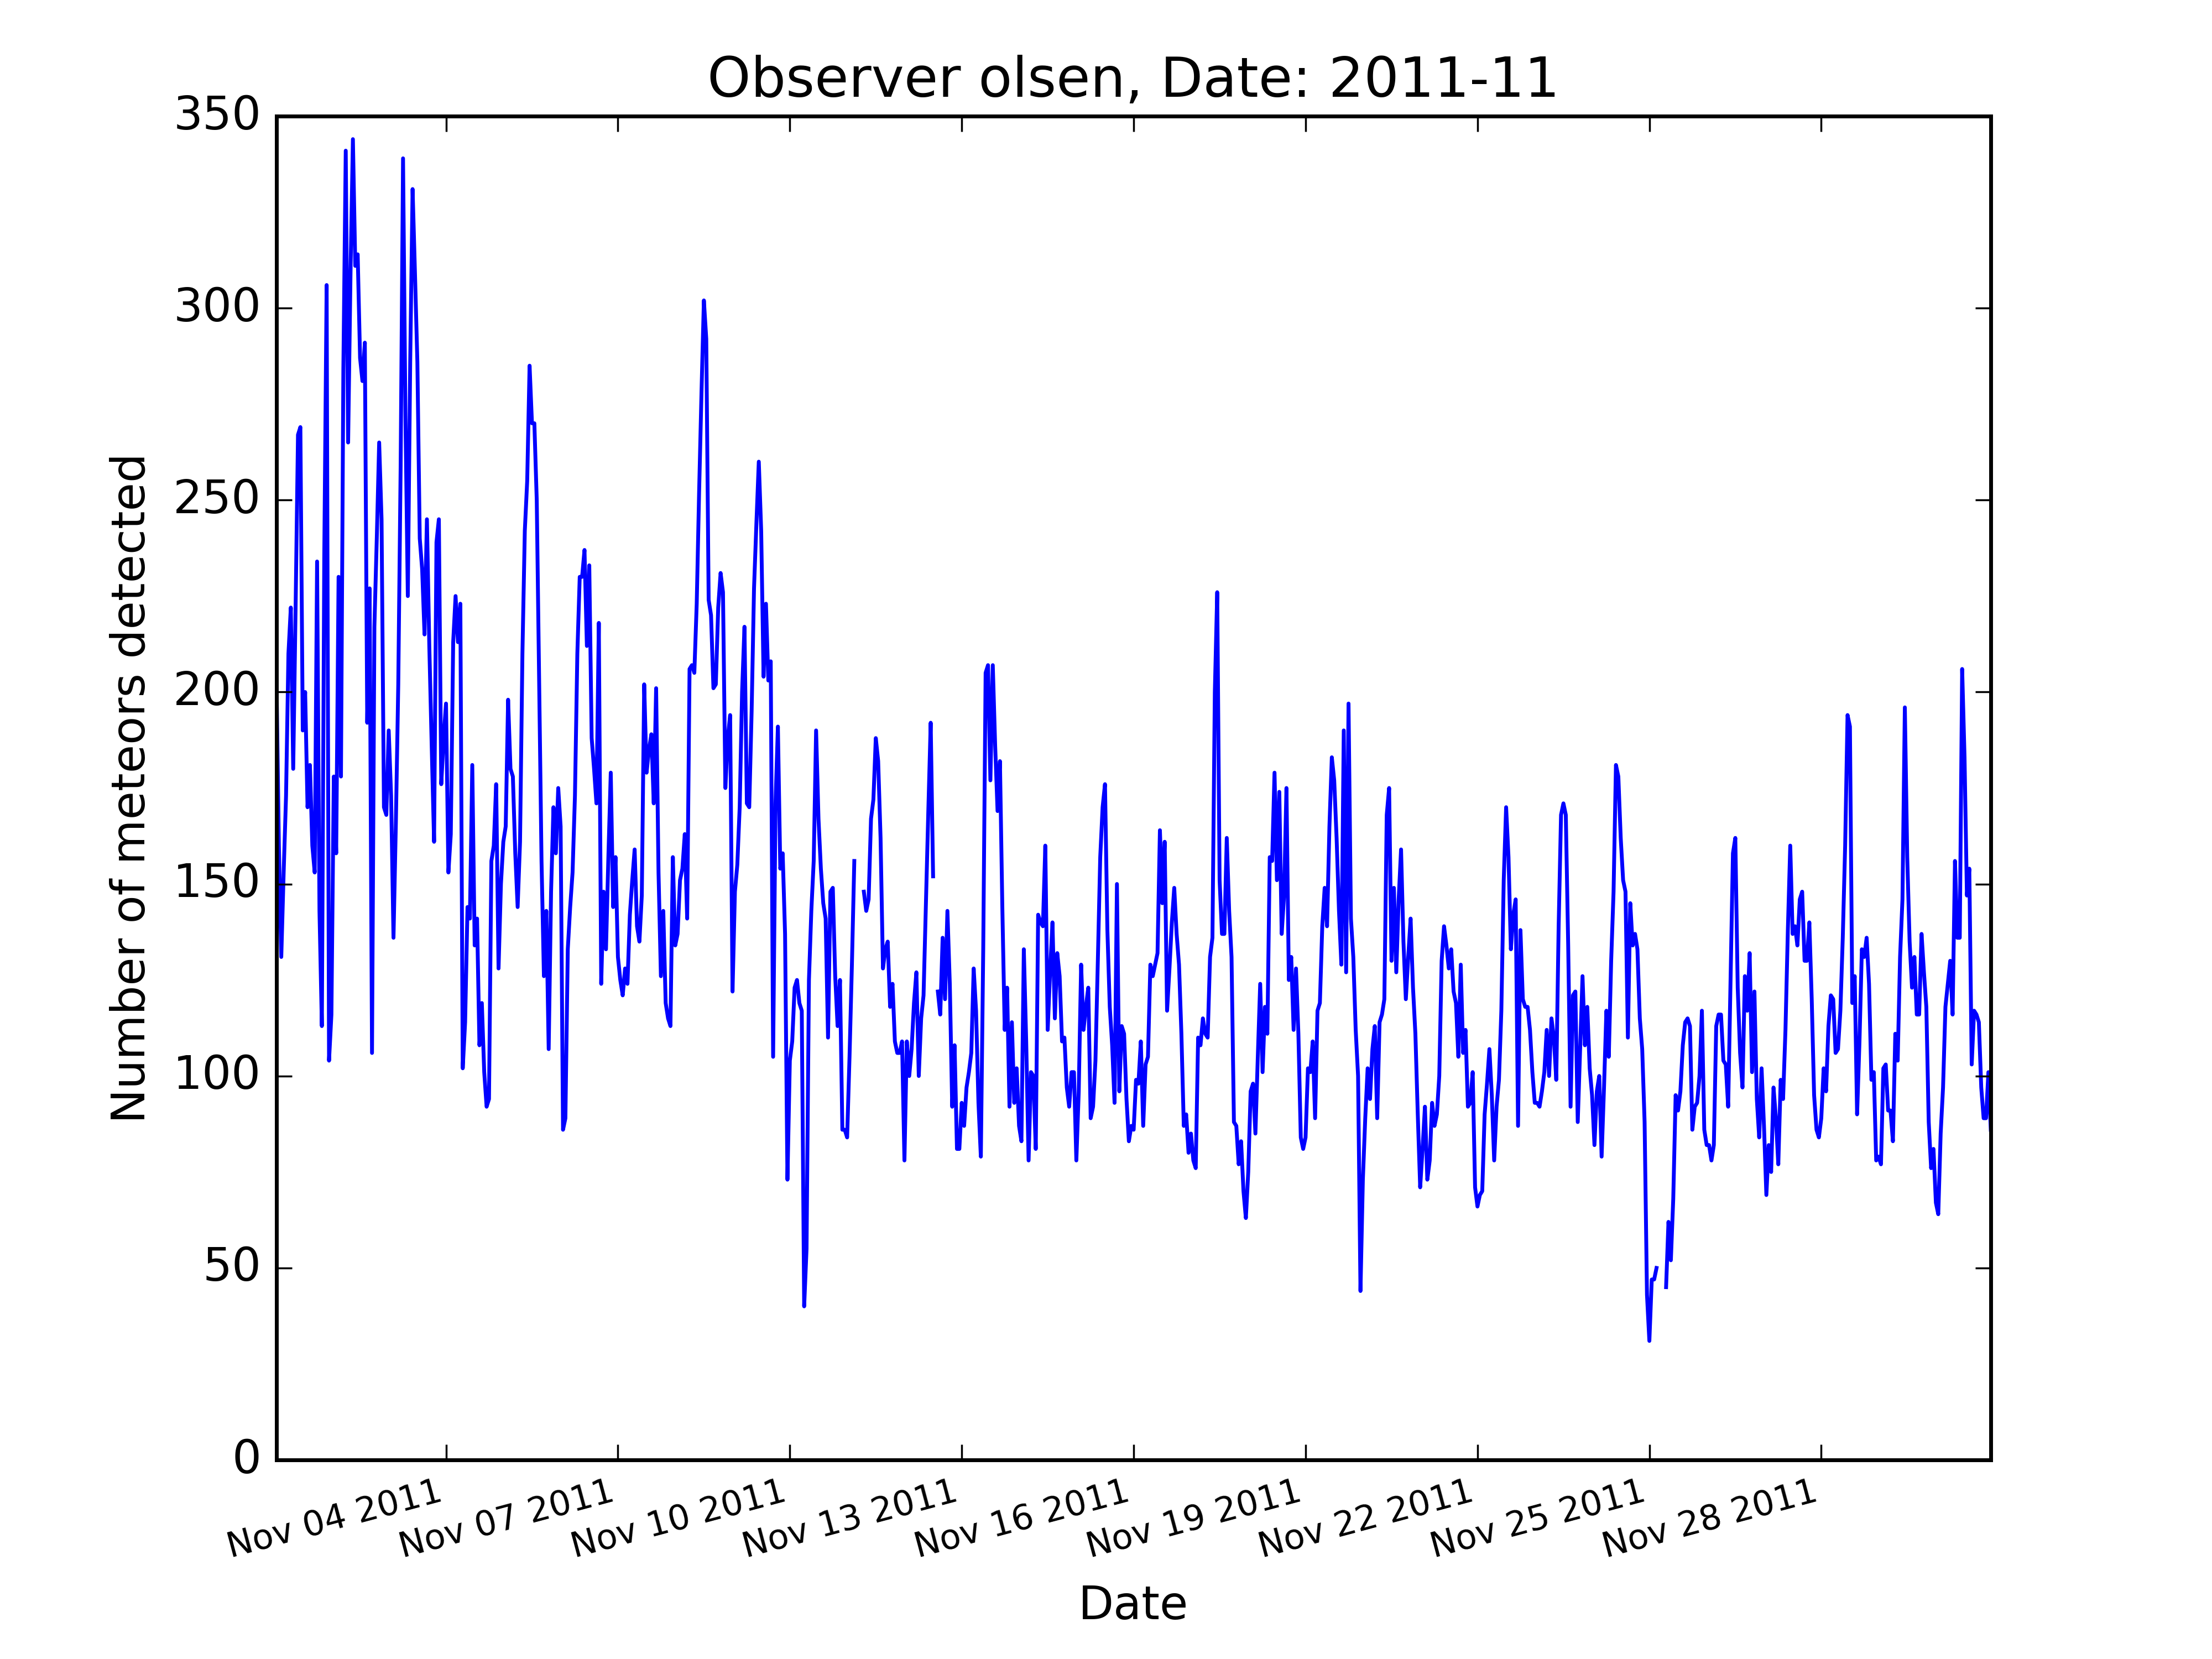 Observer olsen, Date: 2011-11
Number of meteors detected
350
300
250
200
150
100
50
0
Nov 04 2011
Nov 07 2011
Nov 10 2011
Nov 13 2011
Nov 16 2011
Nov 19 2011
Nov 22 2011
Nov 25 2011
Nov 28 2011
Date